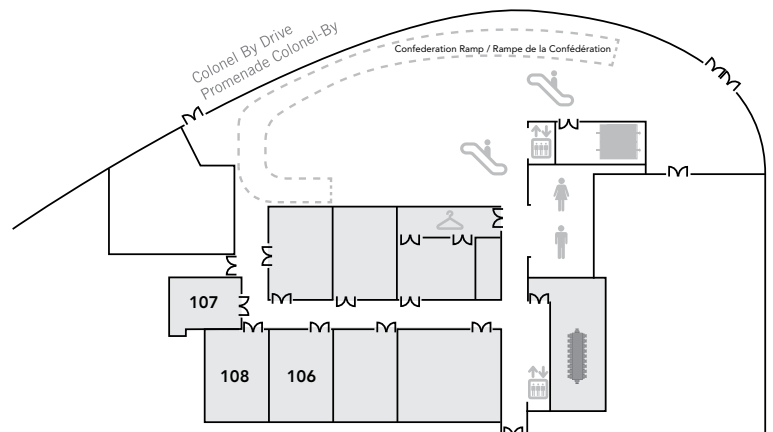 Colonel By Drive
Promenade Colonel-By
Confederation Ramp / Rampe de la Confédération
107
108
106